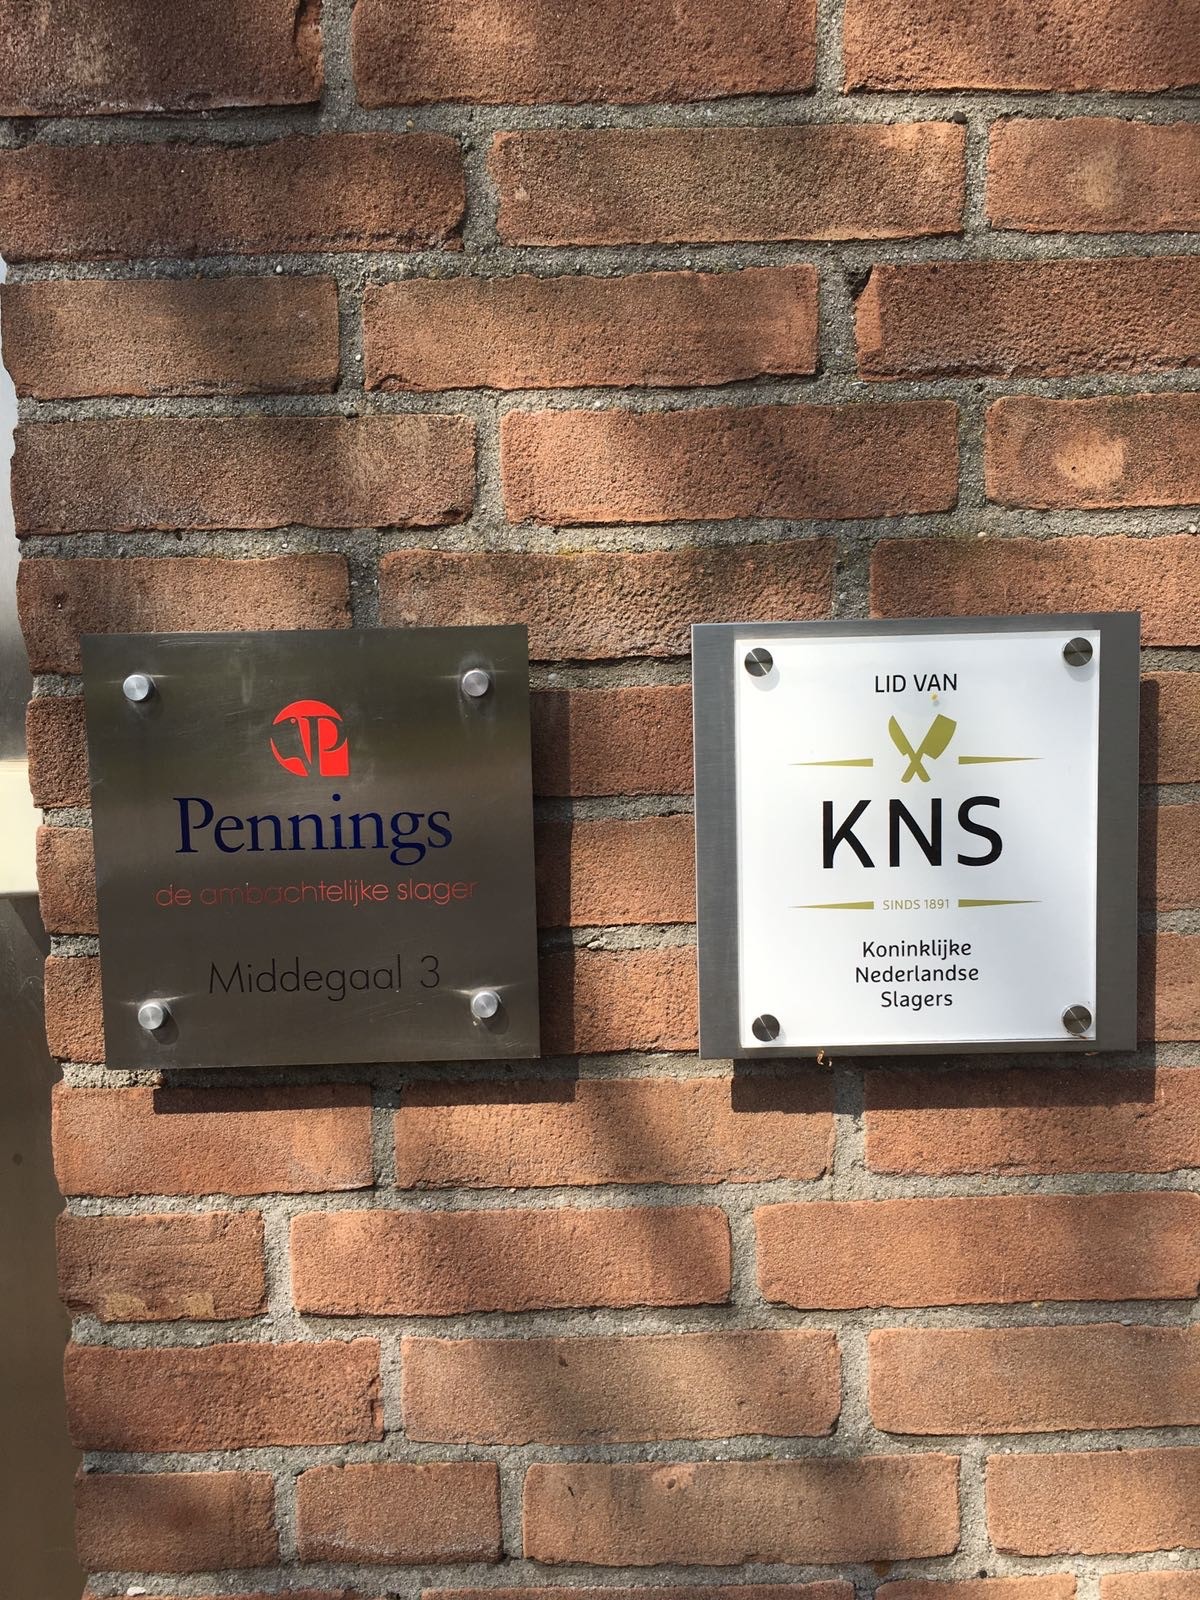 Pennings
de ambachtelijke slager
Middegaal 3
LID VAN
KNS
SINDS 1891
Koninklijke
Nederlandse
Slagers